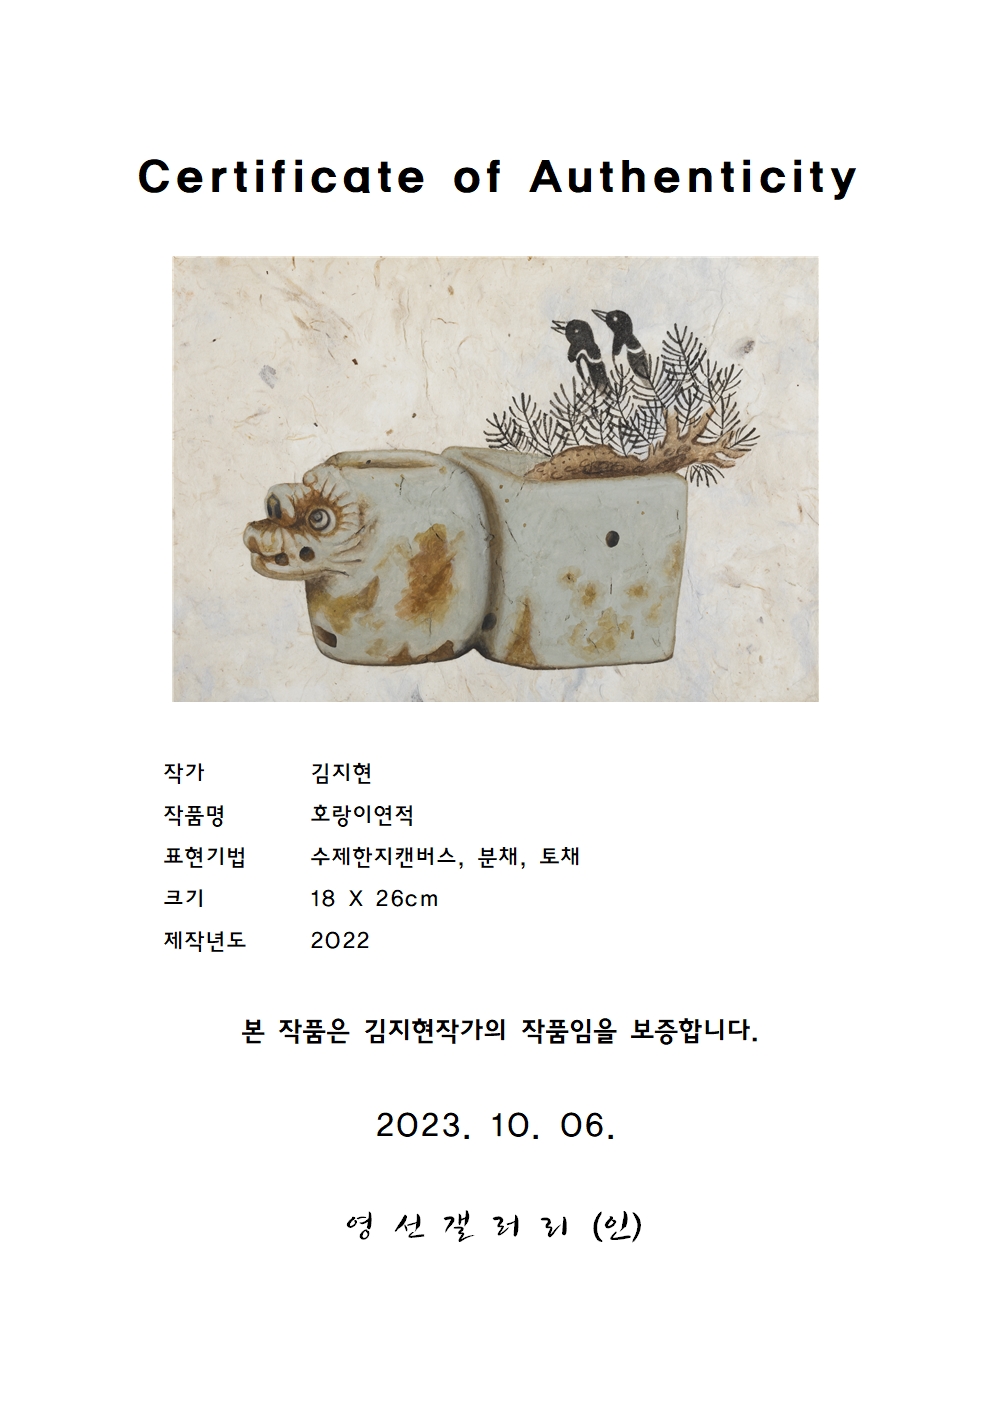 Certificate of Authenticity
작가 김지현
작품명 호랑이연적
표현기법 수제한지캔버스, 분채, 토채
크기 18 X 26cm
제작년도 2022
본 작품은 김지현작가의 작품임을 보증합니다.
2023. 10. 06.
영 선 갤 러 리 (인)